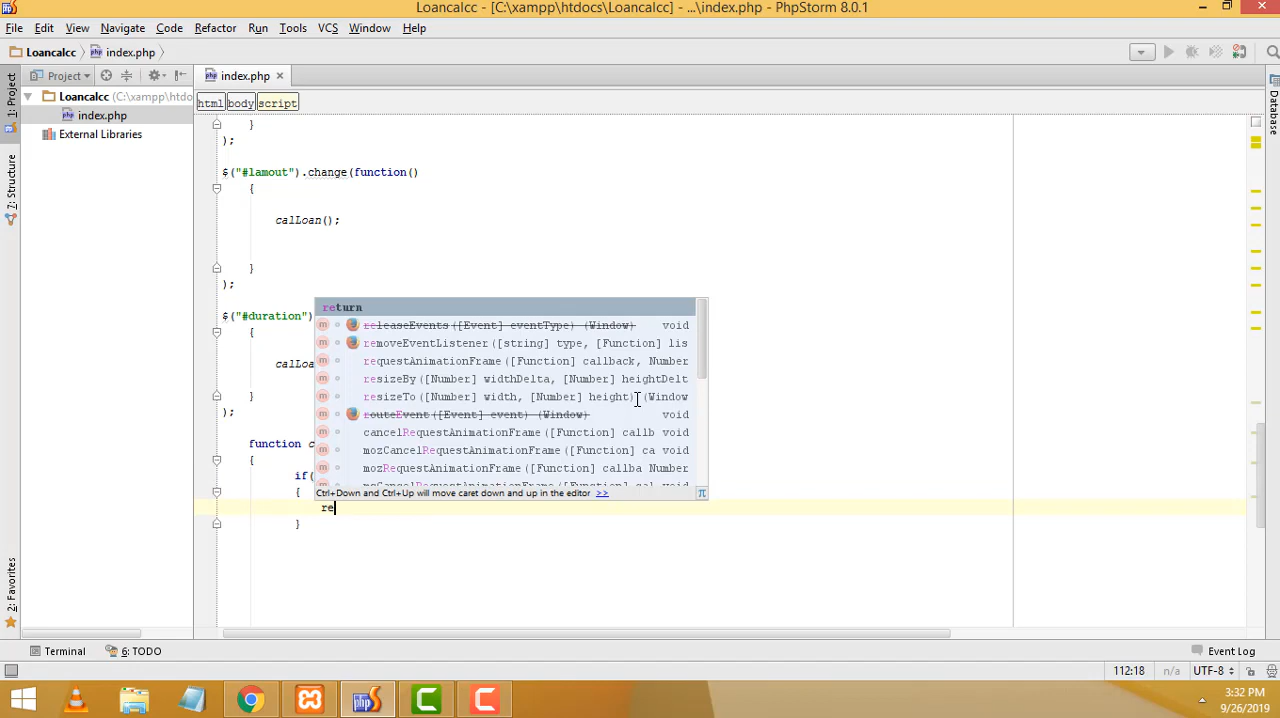 Loancalcc - [C:\xampp\htdocs\Loancalcc] - ...\index.php - PhpStorm 8.0.1
File Edit View Navigate Code Refactor Run Tools VCS Window Help
Loancalcc index.php
Project index.php
html body script
1: Project
Loancalcc (C:\xampp\htdo
index.php
External Libraries
7: Structure
2: Favorites
Database
}
);
$("#lamout").change(function()
{
calLoan();
}
);
$("#duration")
{
calLoa
}
);
function c
{
if(
{
re
}
return
releaseEvents([Event] eventType) (Window) void
removeEventListener([string] type, [Function] lis
requestAnimationFrame([Function] callback, Number
resizeBy([Number] widthDelta, [Number] heightDelt
resizeTo([Number] width, [Number] height) (Window
routeEvent([Event] event) (Window) void
cancelRequestAnimationFrame([Function] callb void
mozCancelRequestAnimationFrame([Function] ca void
mozRequestAnimationFrame([Function] callba Number
Ctrl+Down and Ctrl+Up will move caret down and up in the editor >>
π
Terminal 6: TODO Event Log
112:18 n/a UTF-8
3:32 PM
9/26/2019